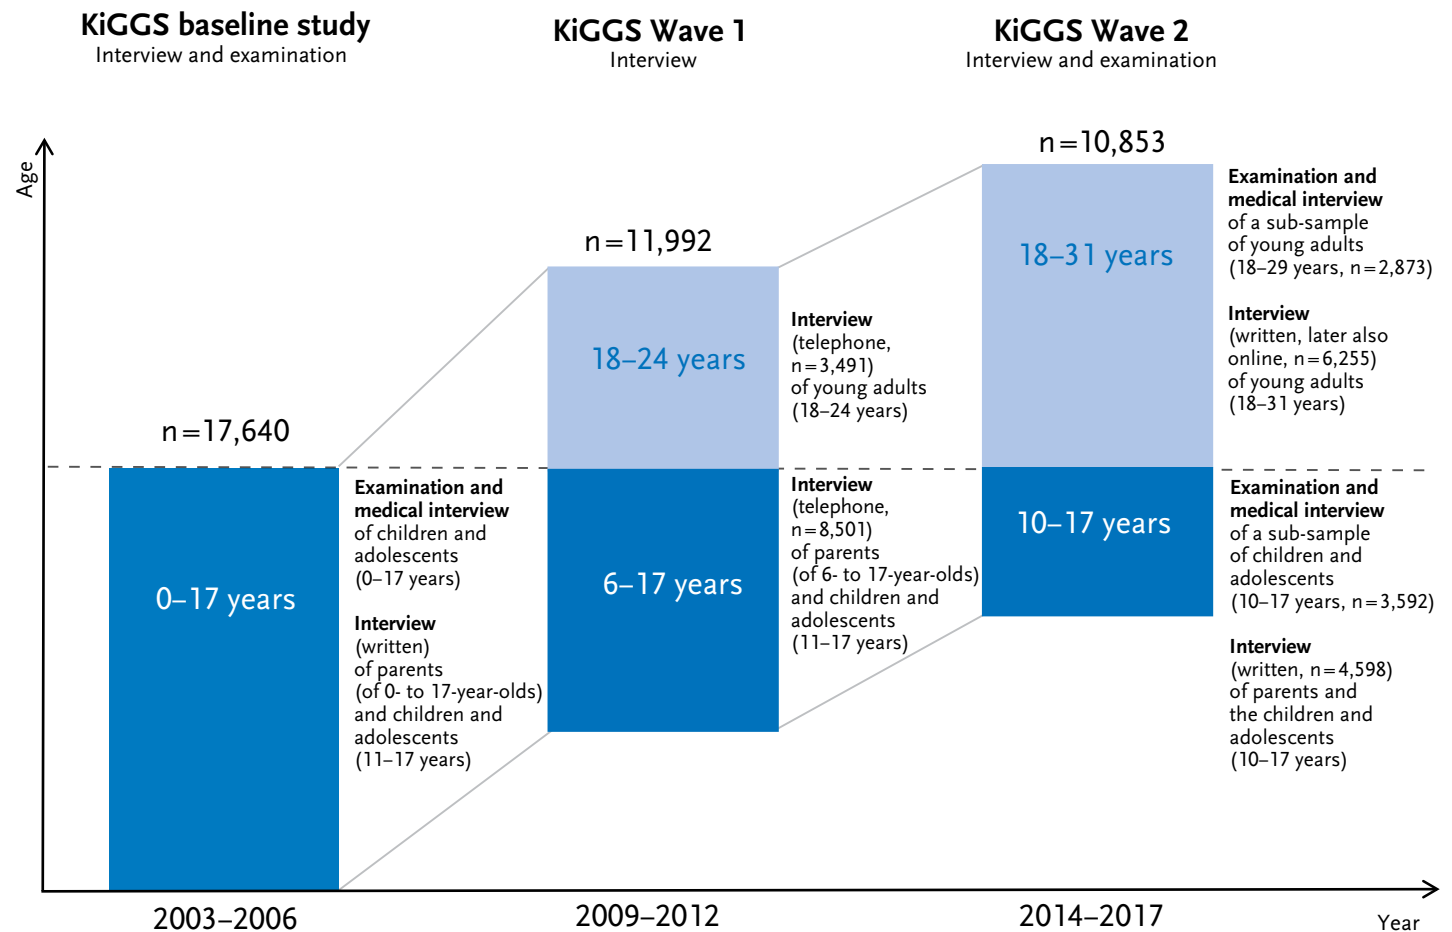 KiGGS baseline study
Interview and examination
KiGGS Wave 1
Interview
KiGGS Wave 2
Interview and examination
Age
n=17,640
0–17 years
Examination and
medical interview
of children and
adolescents
(0–17 years)
Interview
(written)
of parents
(of 0- to 17-year-olds)
and children and
adolescents
(11–17 years)
n=11,992
18–24 years
Interview
(telephone,
n=3,491)
of young adults
(18–24 years)
6–17 years
Interview
(telephone,
n=8,501)
of parents
(of 6- to 17-year-olds)
and children and
adolescents
(11–17 years)
n=10,853
18–31 years
Examination and
medical interview
of a sub-sample
of young adults
(18–29 years, n=2,873)
Interview
(written, later also
online, n=6,255)
of young adults
(18–31 years)
10–17 years
Examination and
medical interview
of a sub-sample
of children and
adolescents
(10–17 years, n=3,592)
Interview
(written, n=4,598)
of parents and
the children and
adolescents
(10–17 years)
2003–2006
2009–2012
2014–2017
Year